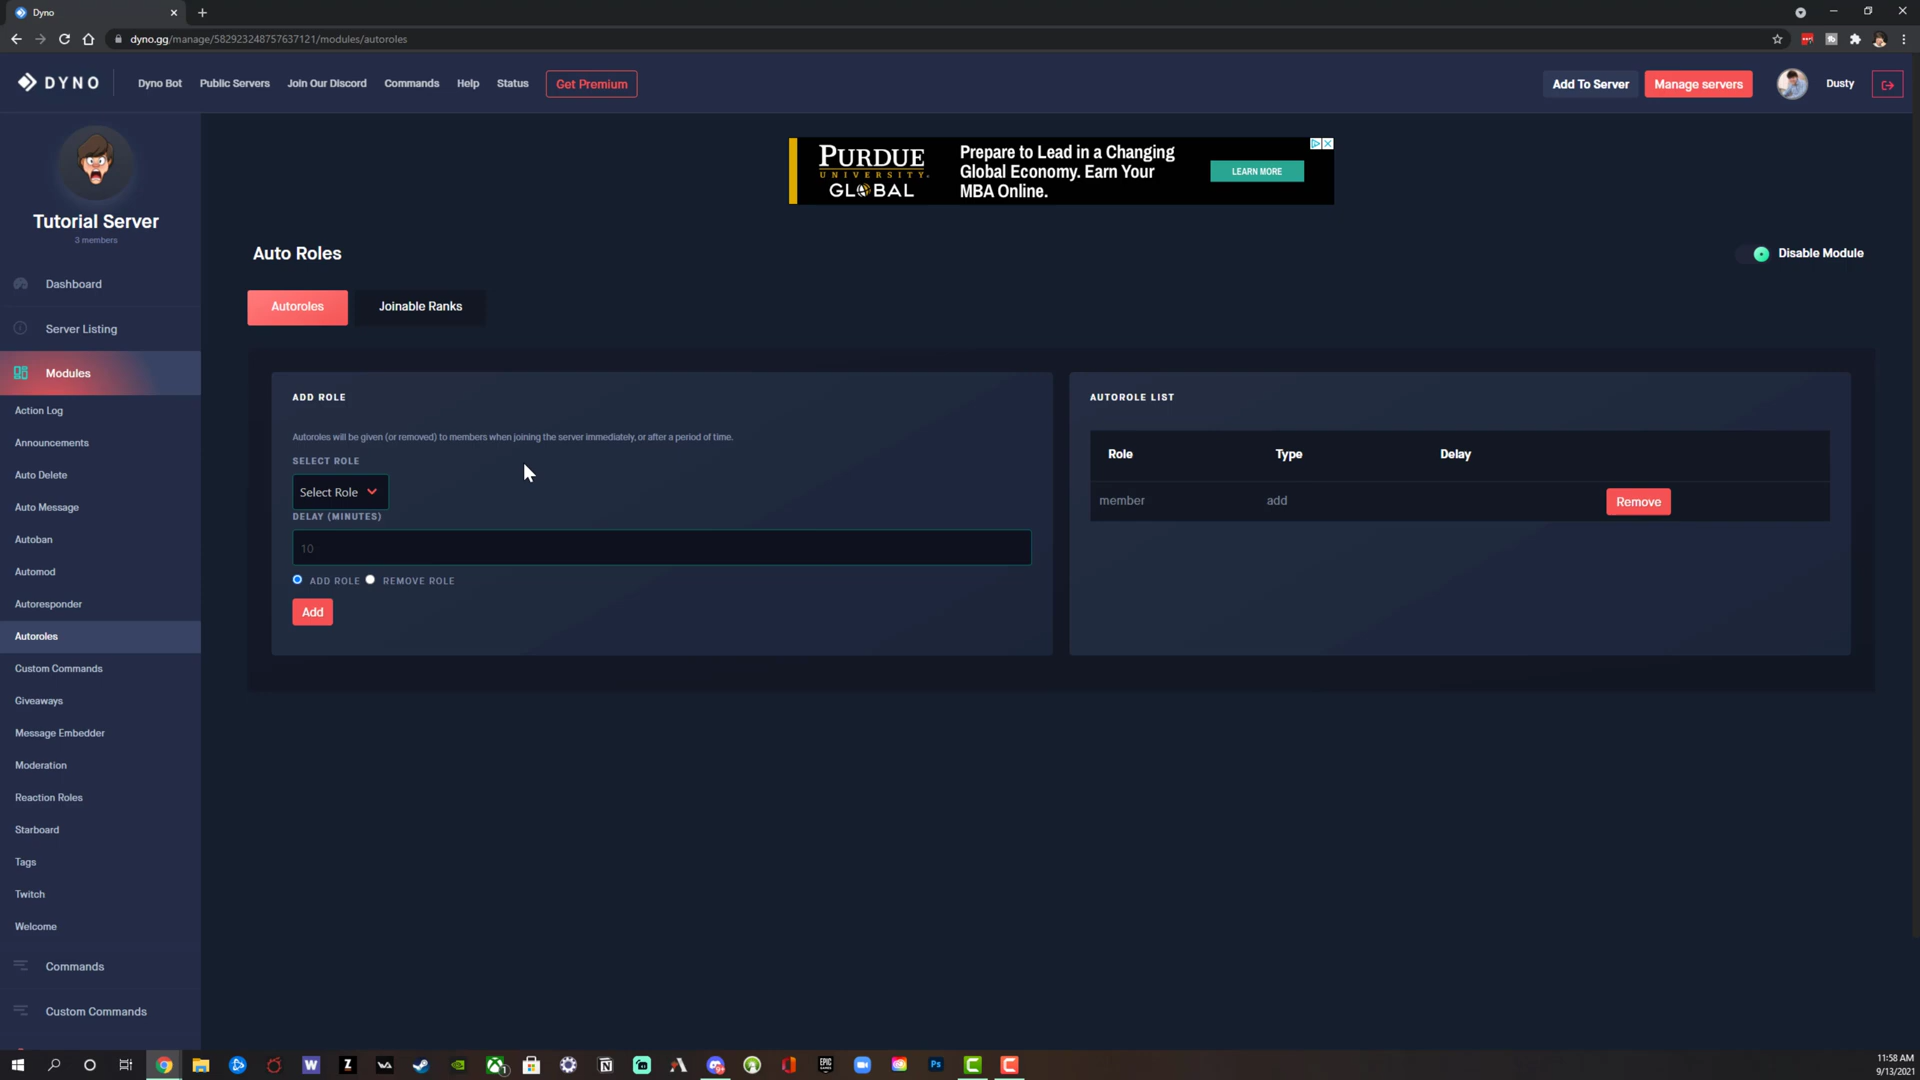 Dyno
dyno.gg/manage/582923248757637121/modules/autoroles
DYNO
Dyno Bot
Public Servers
Join Our Discord
Commands
Help
Status
Get Premium
Add To Server
Manage servers
Dusty
Tutorial Server
3 members
Dashboard
Server Listing
Modules
Action Log
Announcements
Auto Delete
Auto Message
Autoban
Automod
Autoresponder
Autoroles
Custom Commands
Giveaways
Message Embedder
Moderation
Reaction Roles
Starboard
Tags
Twitch
Welcome
Commands
Custom Commands
PURDUE
UNIVERSITY
GLOBAL
Prepare to Lead in a Changing
Global Economy. Earn Your
MBA Online.
LEARN MORE
Auto Roles
Disable Module
Autoroles
Joinable Ranks
ADD ROLE
Autoroles will be given (or removed) to members when joining the server immediately, or after a period of time.
SELECT ROLE
Select Role
DELAY (MINUTES)
10
ADD ROLE
REMOVE ROLE
Add
AUTOROLE LIST
Role Type Delay
member add Remove
11:58 AM
9/13/2021